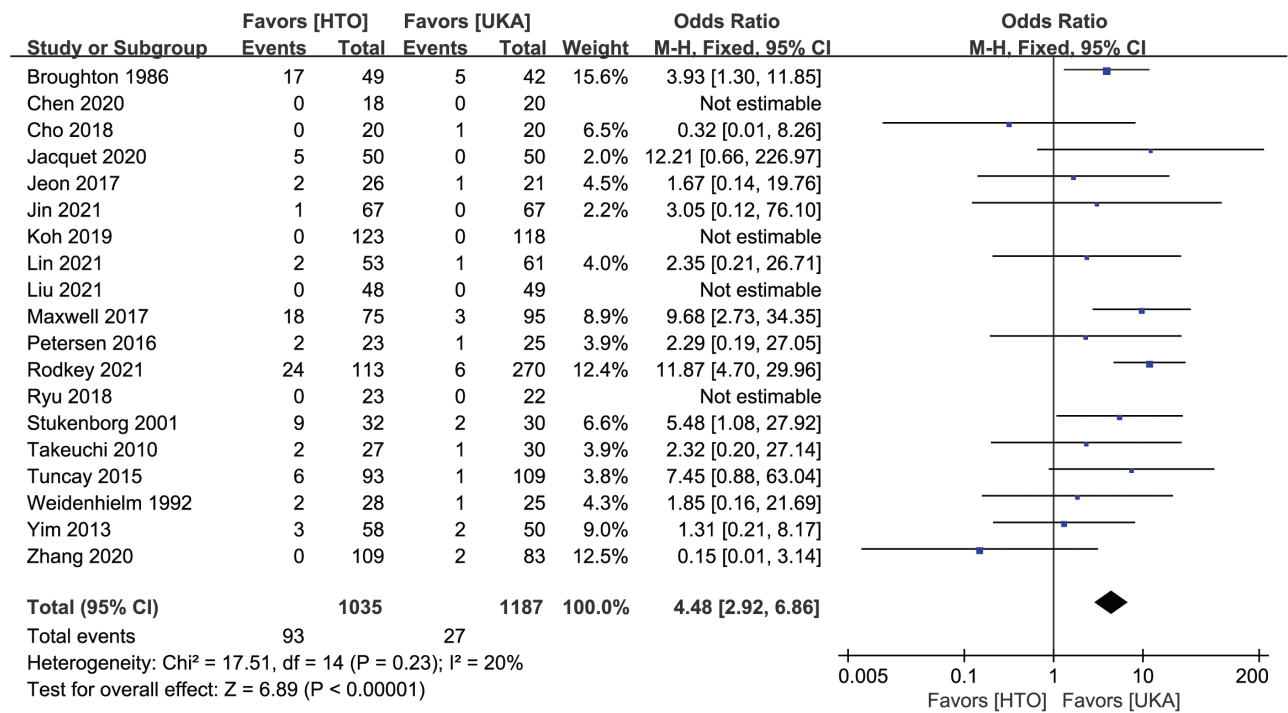 Favors [HTO] Favors [UKA] Odds Ratio Odds Ratio
Study or Subgroup Events Total Events Total Weight M-H, Fixed, 95% CI M-H, Fixed, 95% CI
Broughton 1986 17 49 5 42 15.6% 3.93 [1.30, 11.85]
Chen 2020 0 18 0 20 Not estimable
Cho 2018 0 20 1 20 6.5% 0.32 [0.01, 8.26]
Jacquet 2020 5 50 0 50 2.0% 12.21 [0.66, 226.97]
Jeon 2017 2 26 1 21 4.5% 1.67 [0.14, 19.76]
Jin 2021 1 67 0 67 2.2% 3.05 [0.12, 76.10]
Koh 2019 0 123 0 118 Not estimable
Lin 2021 2 53 1 61 4.0% 2.35 [0.21, 26.71]
Liu 2021 0 48 0 49 Not estimable
Maxwell 2017 18 75 3 95 8.9% 9.68 [2.73, 34.35]
Petersen 2016 2 23 1 25 3.9% 2.29 [0.19, 27.05]
Rodkey 2021 24 113 6 270 12.4% 11.87 [4.70, 29.96]
Ryu 2018 0 23 0 22 Not estimable
Stukenborg 2001 9 32 2 30 6.6% 5.48 [1.08, 27.92]
Takeuchi 2010 2 27 1 30 3.9% 2.32 [0.20, 27.14]
Tuncay 2015 6 93 1 109 3.8% 7.45 [0.88, 63.04]
Weidenhielm 1992 2 28 1 25 4.3% 1.85 [0.16, 21.69]
Yim 2013 3 58 2 50 9.0% 1.31 [0.21, 8.17]
Zhang 2020 0 109 2 83 12.5% 0.15 [0.01, 3.14]
Total (95% CI) 1035 1187 100.0% 4.48 [2.92, 6.86]
Total events 93 27
Heterogeneity: Chi² = 17.51, df = 14 (P = 0.23); I² = 20%
Test for overall effect: Z = 6.89 (P < 0.00001)
0.005 0.1 1 10 200
Favors [HTO] Favors [UKA]